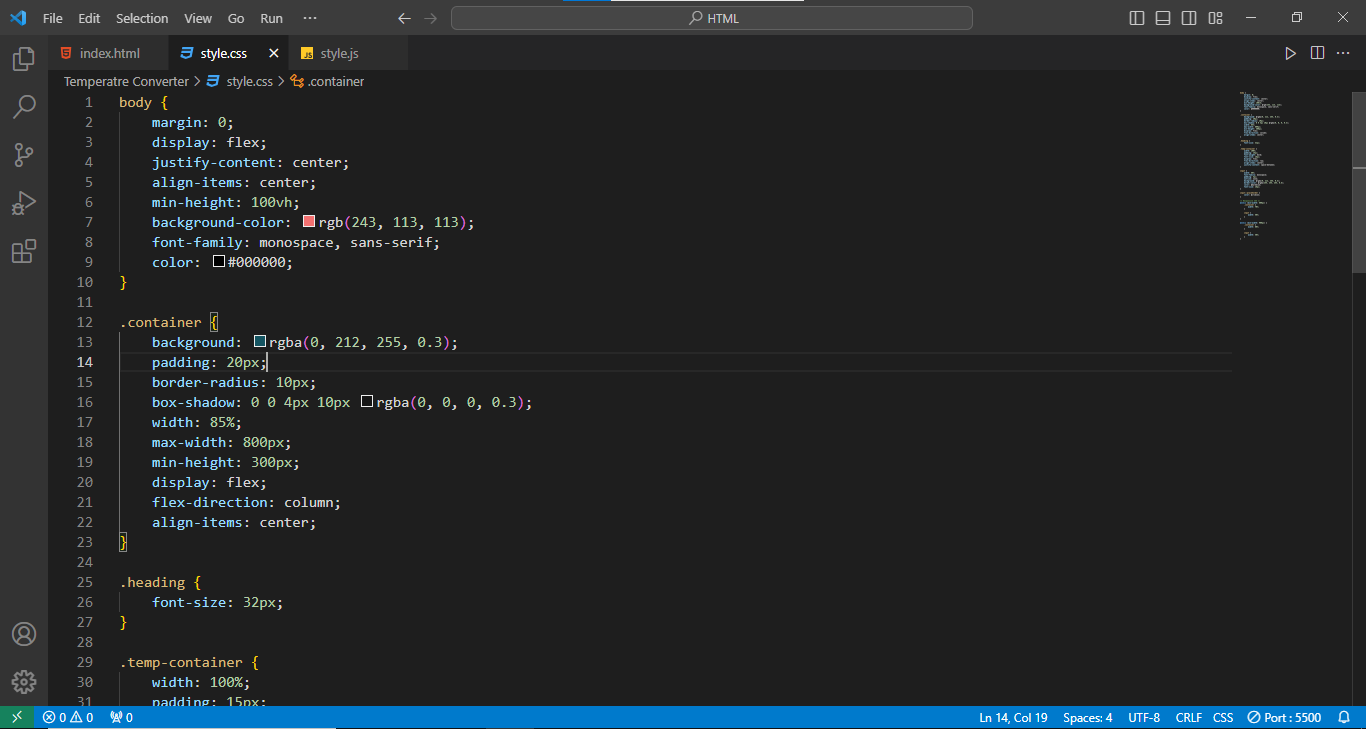 File Edit Selection View Go Run ··· HTML
index.html style.css style.js
Temperatre Converter > style.css > .container
1 body {
2 margin: 0;
3 display: flex;
4 justify-content: center;
5 align-items: center;
6 min-height: 100vh;
7 background-color: rgb(243, 113, 113);
8 font-family: monospace, sans-serif;
9 color: #000000;
10 }
11
12 .container {
13 background: rgba(0, 212, 255, 0.3);
14 padding: 20px;
15 border-radius: 10px;
16 box-shadow: 0 0 4px 10px rgba(0, 0, 0, 0.3);
17 width: 85%;
18 max-width: 800px;
19 min-height: 300px;
20 display: flex;
21 flex-direction: column;
22 align-items: center;
23 }
24
25 .heading {
26 font-size: 32px;
27 }
28
29 .temp-container {
30 width: 100%;
31 padding: 15px;
0 0 0 Ln 14, Col 19 Spaces: 4 UTF-8 CRLF CSS Port : 5500